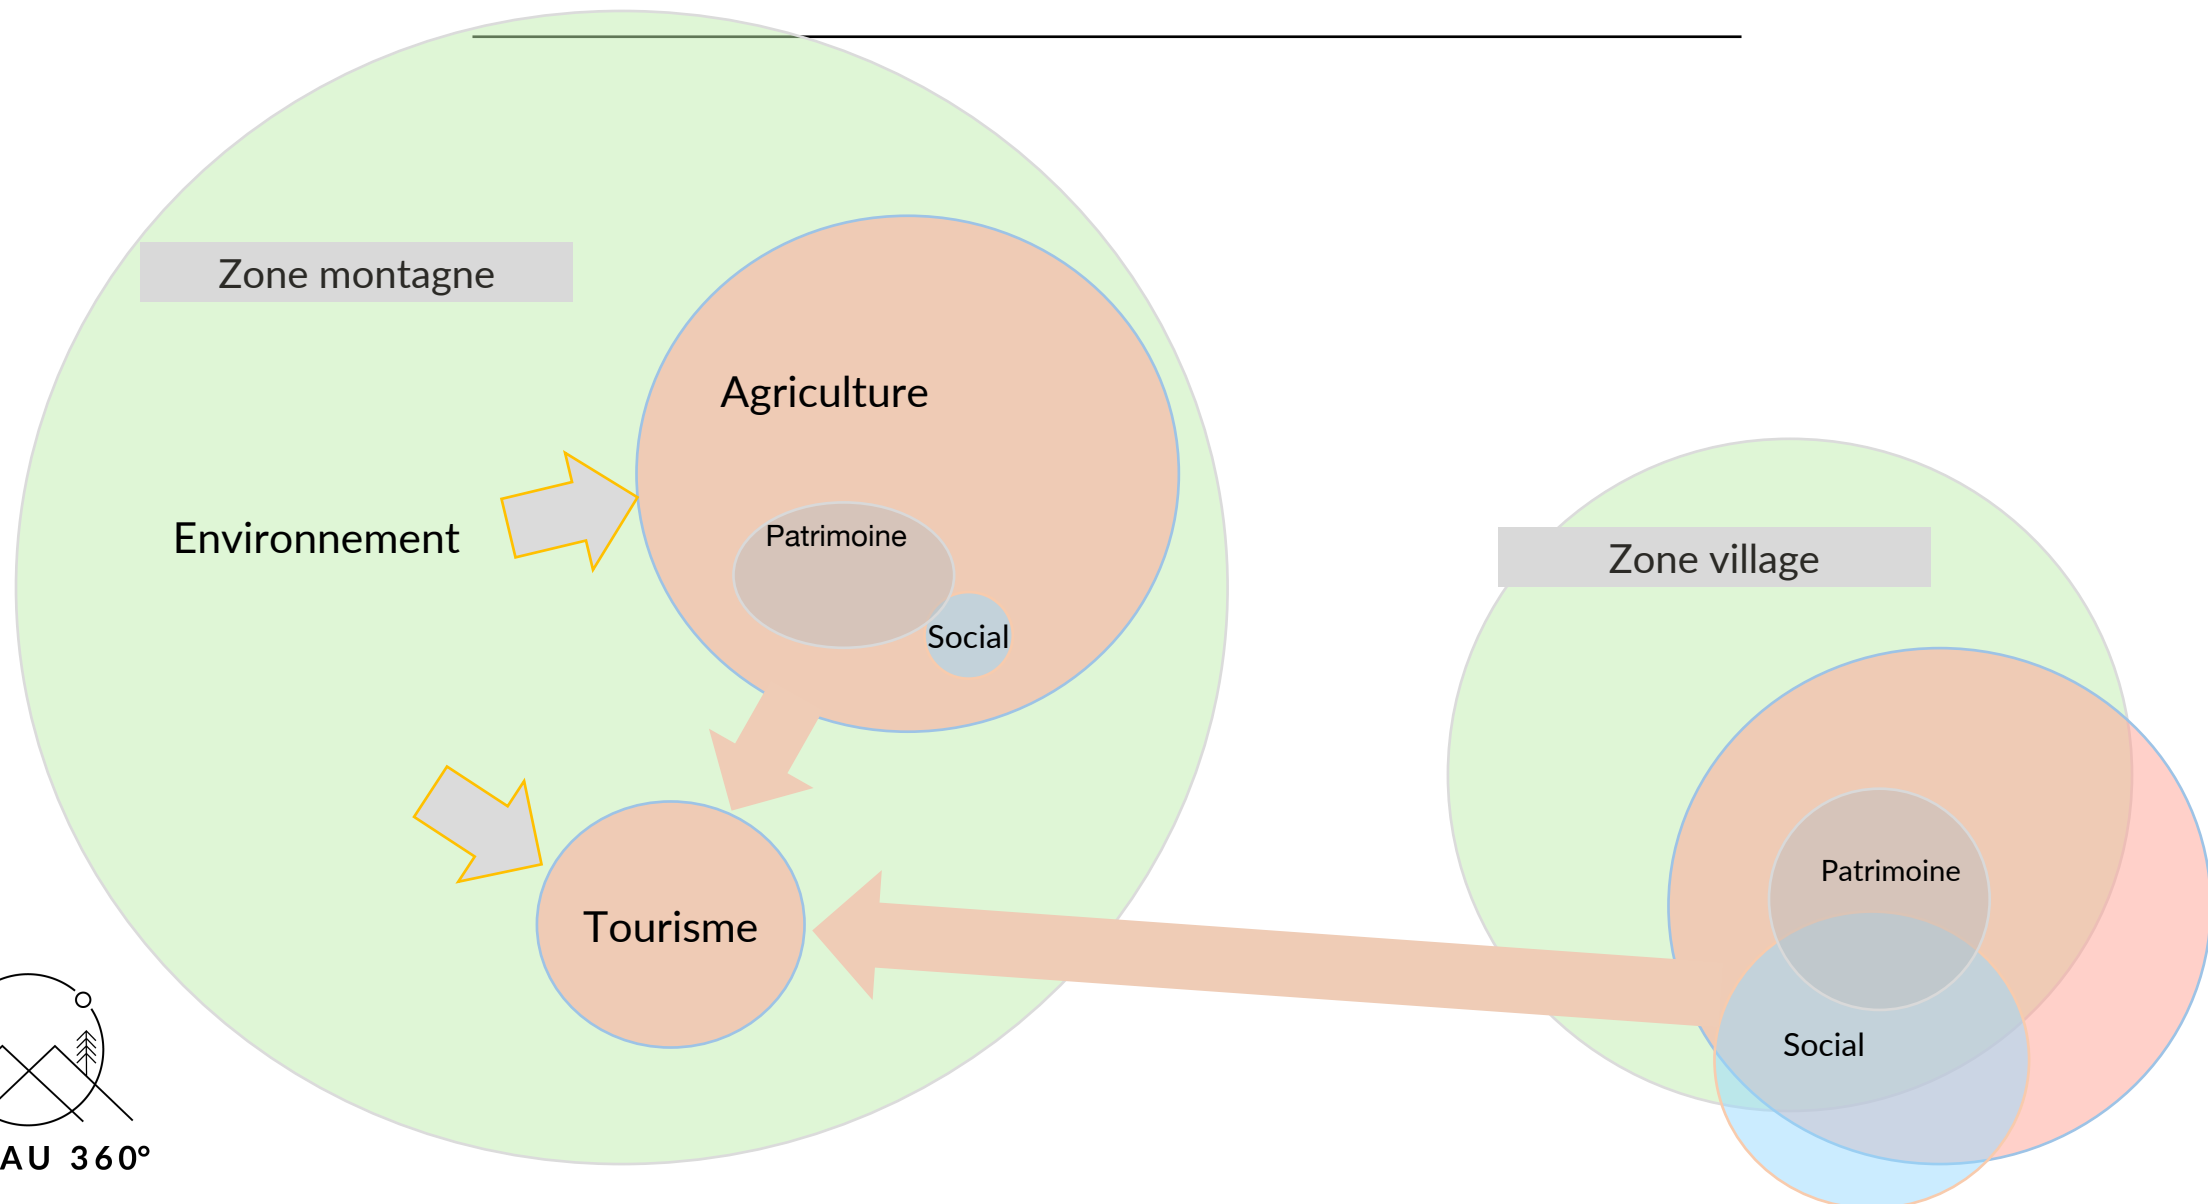 Zone montagne
Agriculture
Environnement
Patrimoine
Social
Tourisme
Zone village
Patrimoine
Social
AU 360°